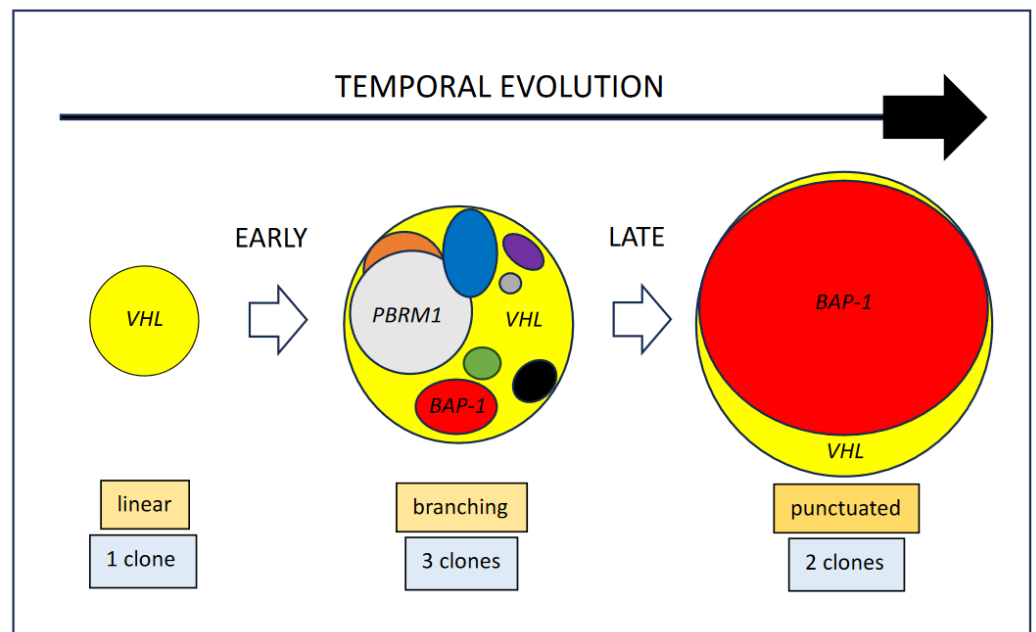 TEMPORAL EVOLUTION
EARLY
LATE
VHL
PBRM1
VHL
BAP-1
BAP-1
VHL
linear
branching
punctuated
1 clone
3 clones
2 clones